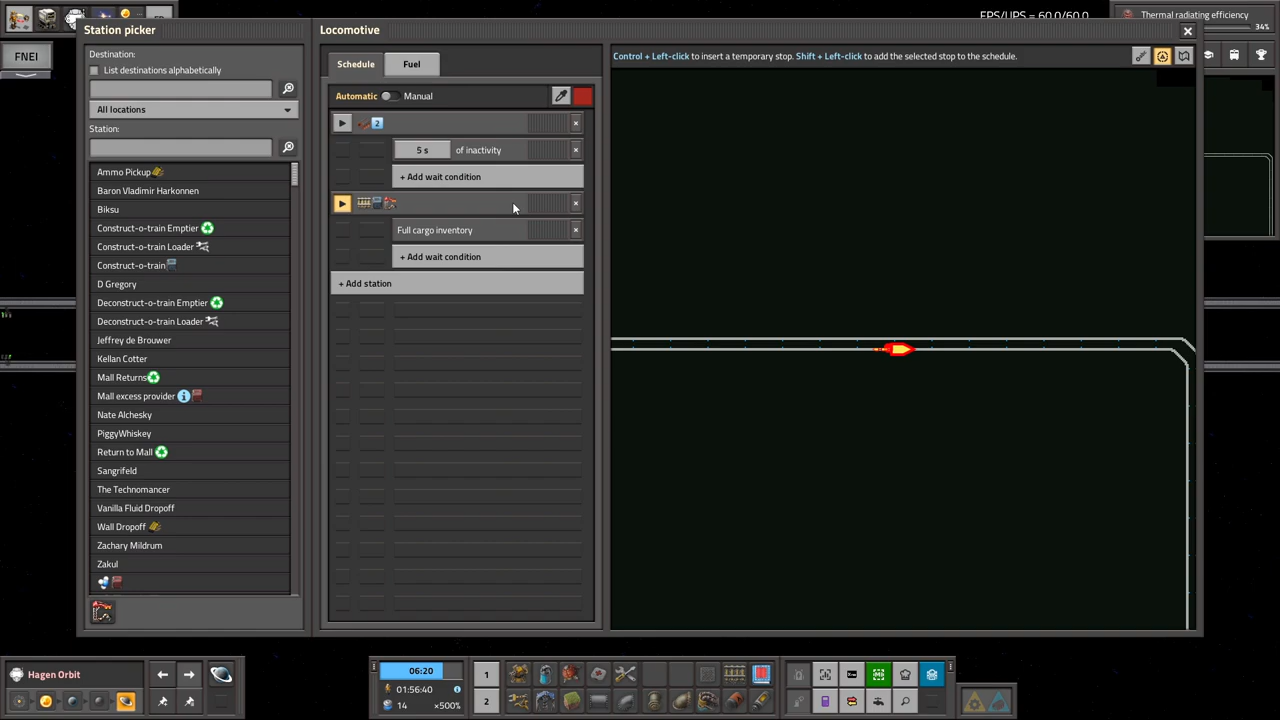 EPS/UPS = 60.0/60.0
Thermal radiating efficiency
34%
FNEI
Station picker
Destination:
List destinations alphabetically
All locations
Station:
Ammo Pickup
Baron Vladimir Harkonnen
Biksu
Construct-o-train Emptier
Construct-o-train Loader
Construct-o-train
D Gregory
Deconstruct-o-train Emptier
Deconstruct-o-train Loader
Jeffrey de Brouwer
Kellan Cotter
Mall Returns
Mall excess provider
Nate Alchesky
PiggyWhiskey
Return to Mall
Sangrifeld
The Technomancer
Vanilla Fluid Dropoff
Wall Dropoff
Zachary Mildrum
Zakul
Locomotive
Schedule
Fuel
Automatic
Manual
2
5 s
of inactivity
+ Add wait condition
Full cargo inventory
+ Add wait condition
+ Add station
Control + Left-click to insert a temporary stop. Shift + Left-click to add the selected stop to the schedule.
Hagen Orbit
06:20
01:56:40
14
×500%
1
2